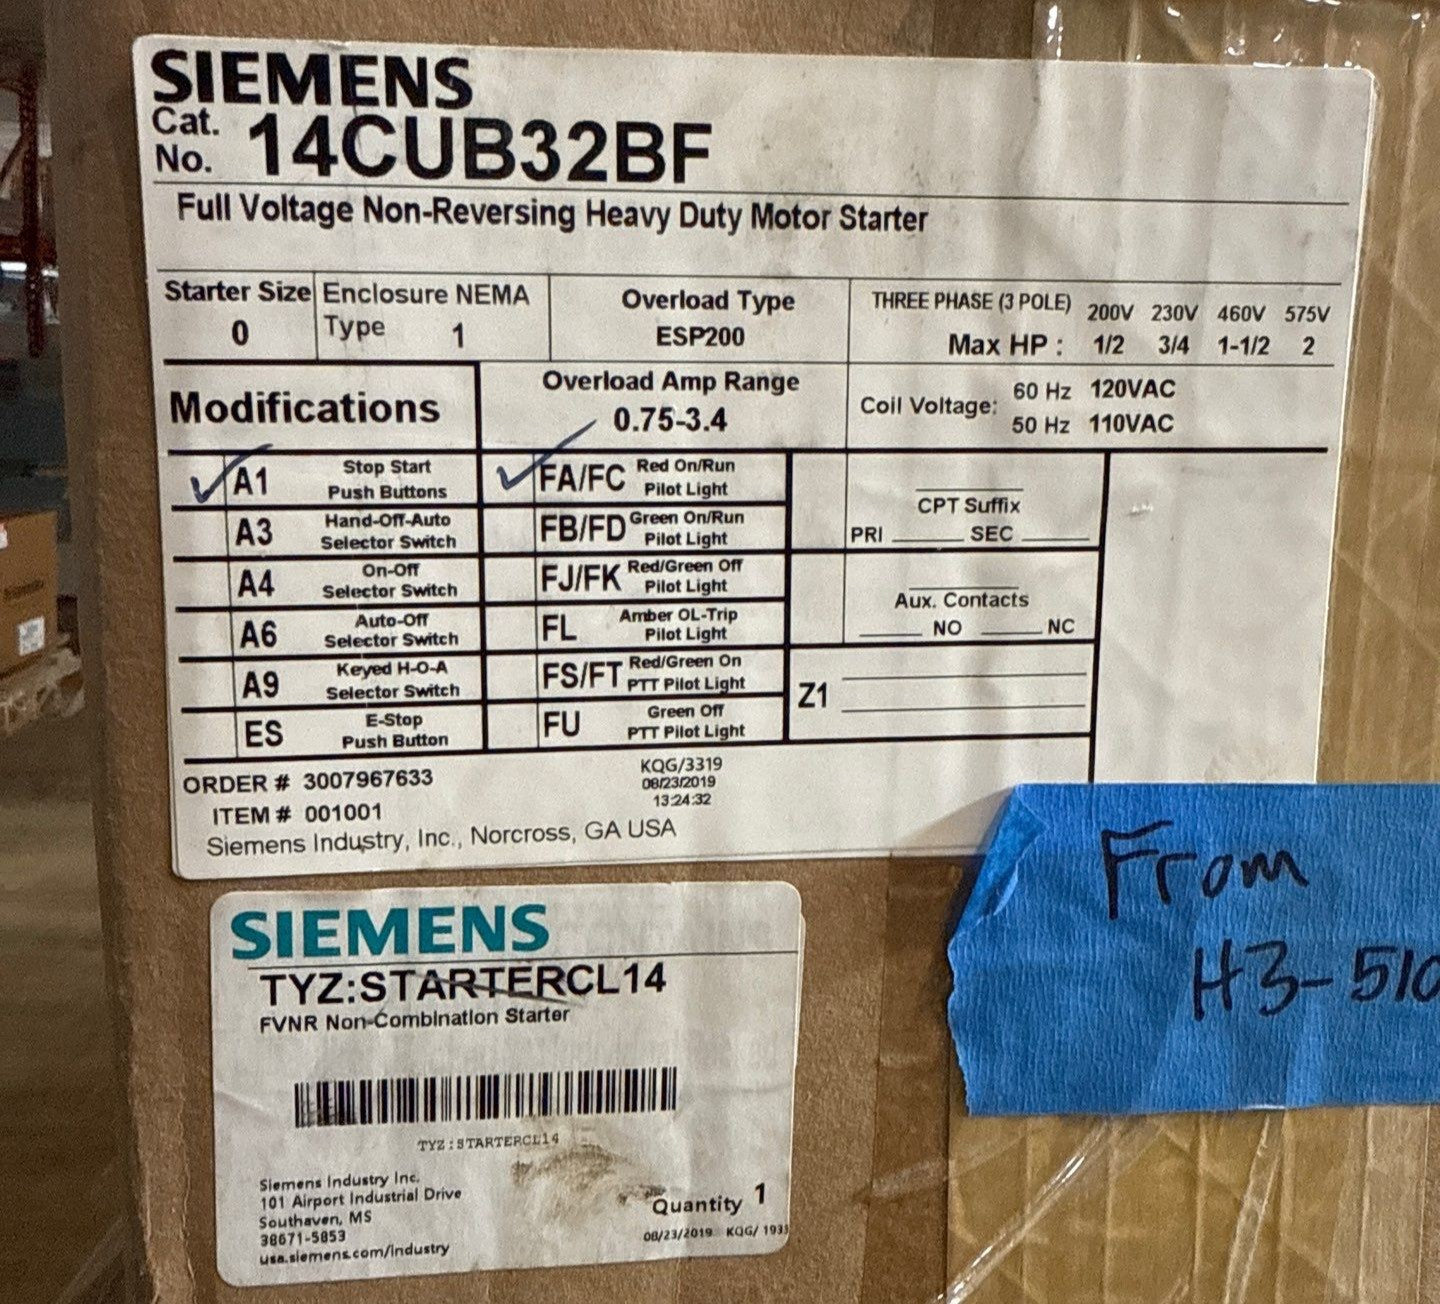 SIEMENS
Cat. No. 14CUB32BF
Full Voltage Non-Reversing Heavy Duty Motor Starter
Starter Size 0
Enclosure NEMA Type 1
Overload Type ESP200
THREE PHASE (3 POLE) 200V 230V 460V 575V
Max HP : 1/2 3/4 1-1/2 2
Modifications
Overload Amp Range
0.75-3.4
Coil Voltage: 60 Hz 120VAC
50 Hz 110VAC
A1 Stop Start Push Buttons
A3 Hand-Off-Auto Selector Switch
A4 On-Off Selector Switch
A6 Auto-Off Selector Switch
A9 Keyed H-O-A Selector Switch
ES E-Stop Push Button
FA/FC Red On/Run Pilot Light
FB/FD Green On/Run Pilot Light
FJ/FK Red/Green Off Pilot Light
FL Amber OL-Trip Pilot Light
FS/FT Red/Green On PTT Pilot Light
FU Green Off PTT Pilot Light
CPT Suffix
PRI SEC
Aux. Contacts
NO NC
Z1
ORDER # 3007967633
ITEM # 001001
KQG/3319
08/23/2019
13:24:32
Siemens Industry, Inc., Norcross, GA USA
From
H3-510
SIEMENS
TYZ:STARTERCL14
FVNR Non-Combination Starter
TYZ:STARTERCL14
Siemens Industry Inc.
101 Airport Industrial Drive
Southaven, MS
38671-5853
usa.siemens.com/industry
Quantity 1
08/23/2019 KQG/ 1933